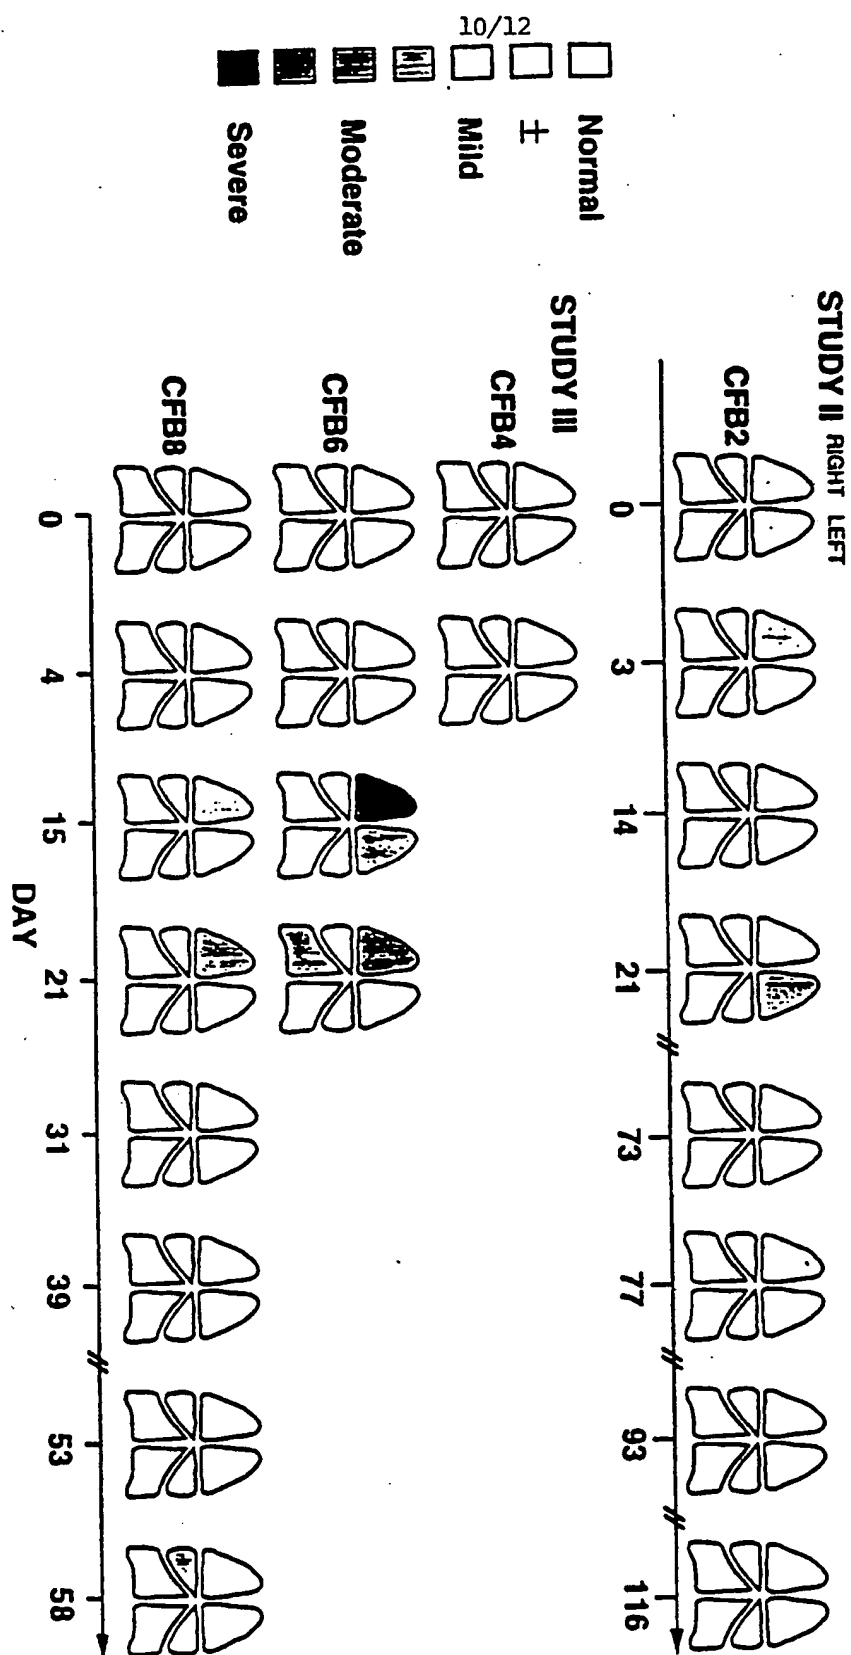 10/12
Normal
±
Mild
Moderate
Severe
STUDY II RIGHT LEFT
CFB2
0 3 14 21 73 77 93 116
STUDY III
CFB4
CFB6
CFB8
0 4 15 21 31 39 53 58
DAY